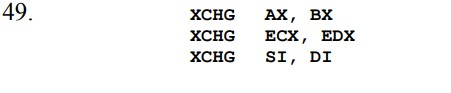 49. XCHG AX, BX
XCHG ECX, EDX
XCHG SI, DI